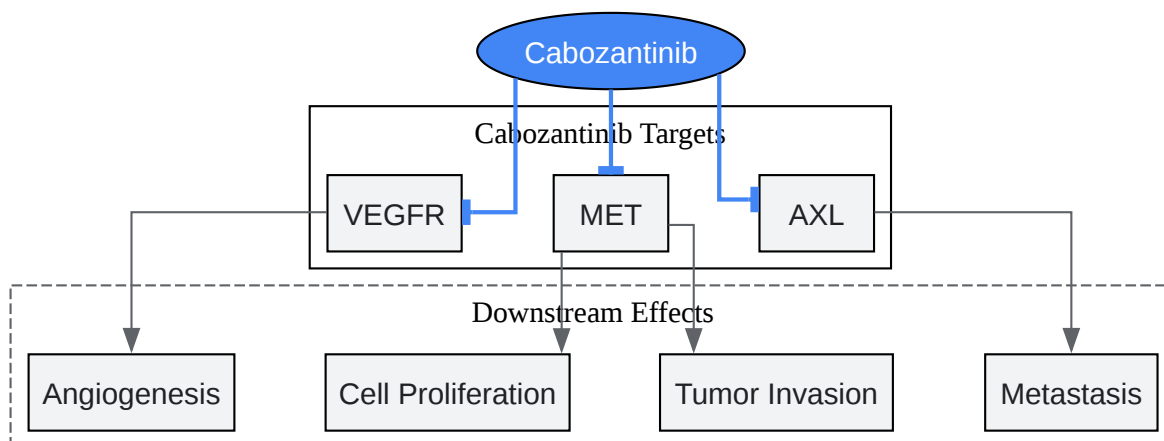 Cabozantinib
Cabozantinib Targets
VEGFR
MET
AXL
Downstream Effects
Angiogenesis
Cell Proliferation
Tumor Invasion
Metastasis